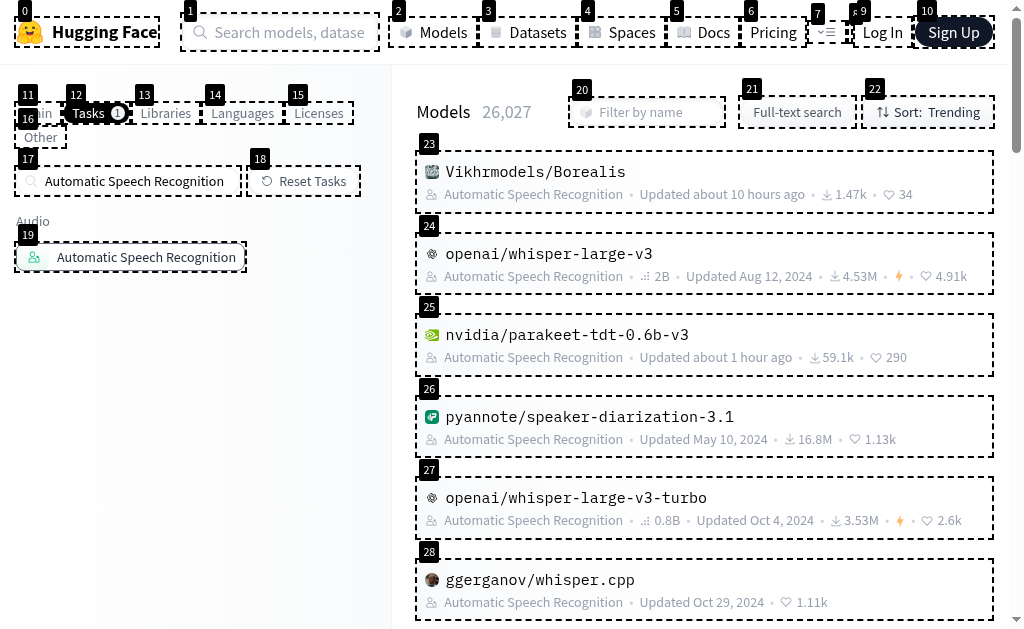 0
1
2
3
4
5
6
7
9
10
Hugging Face
Search models, datase
Models
Datasets
Spaces
Docs
Pricing
Log In
Sign Up
11
12
13
14
15
Tasks 1
Libraries
Languages
Licenses
16
Other
17
18
Automatic Speech Recognition
Reset Tasks
Audio
19
Automatic Speech Recognition
20
21
22
Models 26,027
Filter by name
Full-text search
Sort: Trending
23
Vikhrmodels/Borealis
Automatic Speech Recognition • Updated about 10 hours ago • 1.47k • 34
24
openai/whisper-large-v3
Automatic Speech Recognition • 2B • Updated Aug 12, 2024 • 4.53M • 4.91k
25
nvidia/parakeet-tdt-0.6b-v3
Automatic Speech Recognition • Updated about 1 hour ago • 59.1k • 290
26
pyannote/speaker-diarization-3.1
Automatic Speech Recognition • Updated May 10, 2024 • 16.8M • 1.13k
27
openai/whisper-large-v3-turbo
Automatic Speech Recognition • 0.8B • Updated Oct 4, 2024 • 3.53M • 2.6k
28
ggerganov/whisper.cpp
Automatic Speech Recognition • Updated Oct 29, 2024 • 1.11k